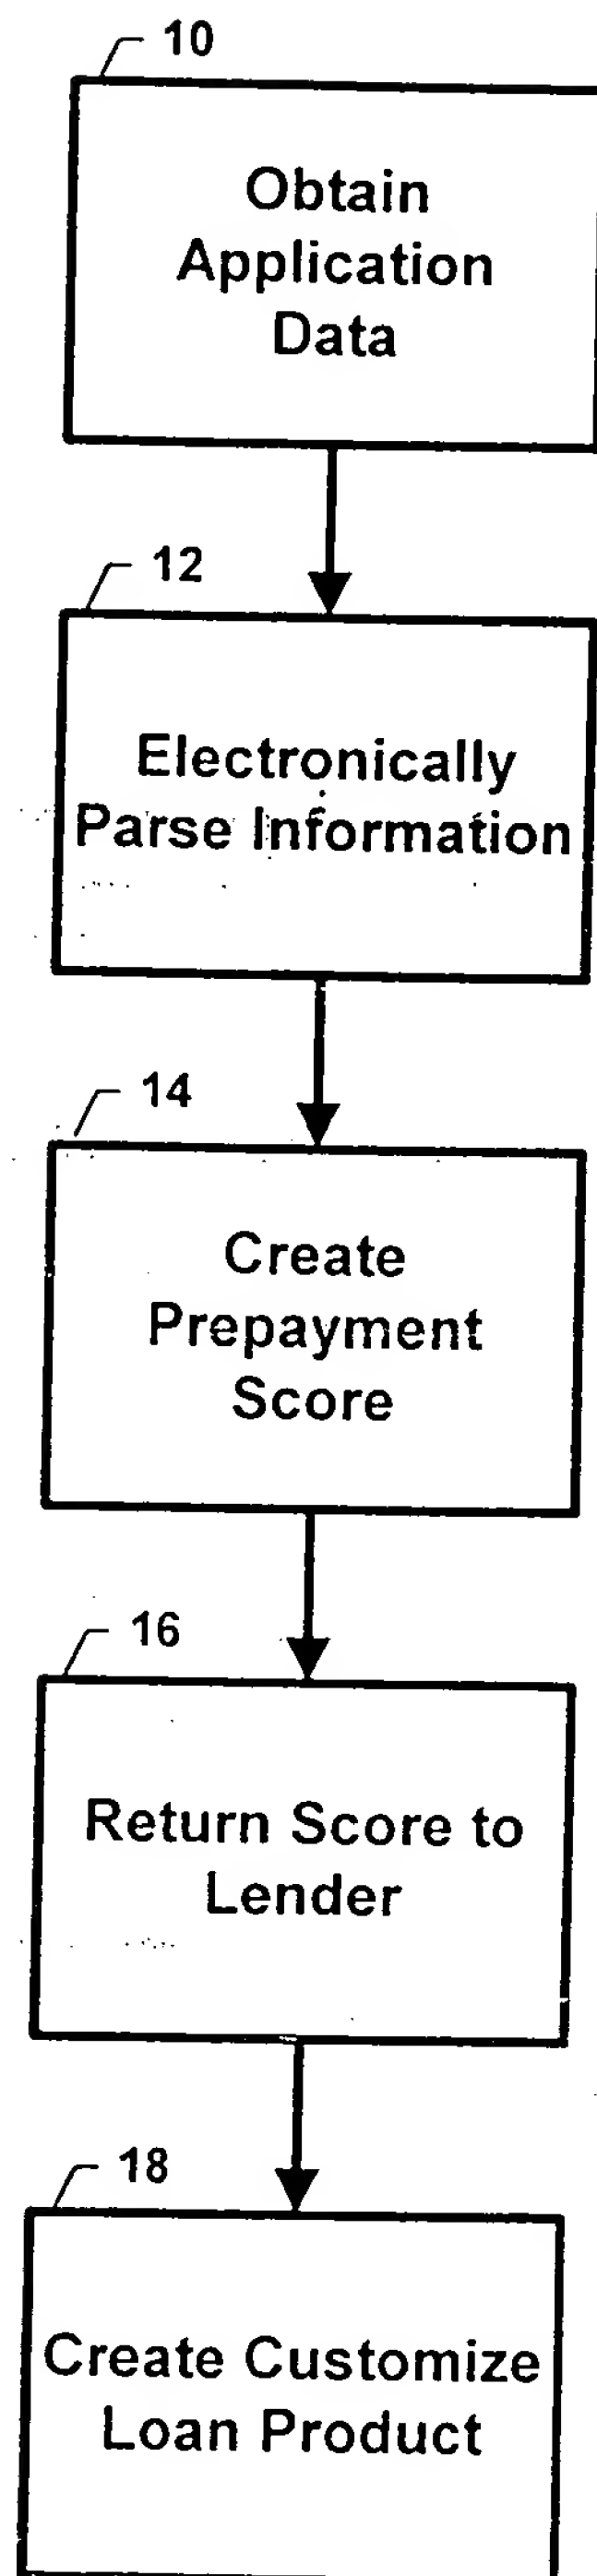 10
Obtain
Application
Data
12
Electronically
Parse Information
14
Create
Prepayment
Score
16
Return Score to
Lender
18
Create Customize
Loan Product